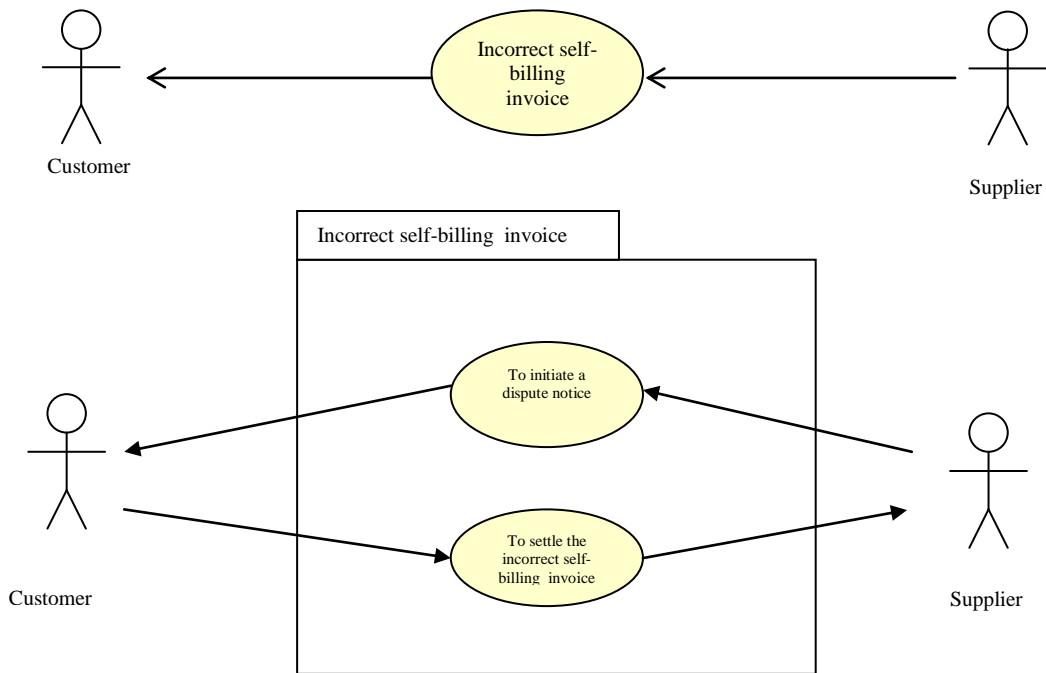 Incorrect self-
billing
invoice
Customer
Supplier
Incorrect self-billing invoice
To initiate a
dispute notice
To settle the
incorrect self-
billing invoice
Customer
Supplier